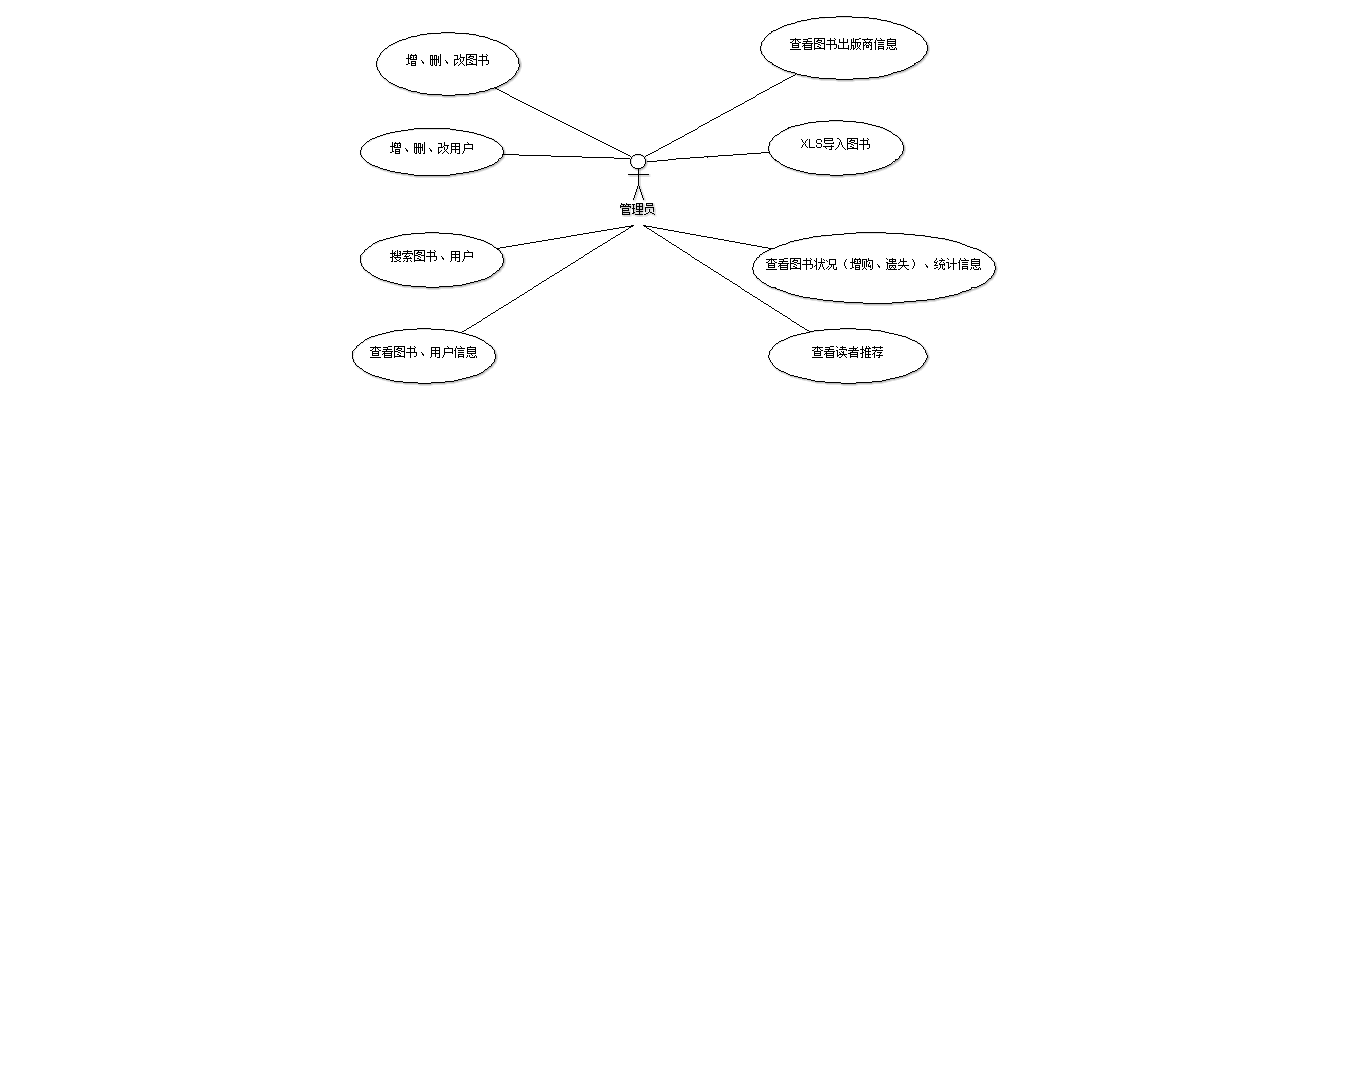 增、删、改图书
查看图书出版商信息
增、删、改用户
XLS导入图书
管理员
搜索图书、用户
查看图书状况（增购、遗失）、统计信息
查看图书、用户信息
查看读者推荐